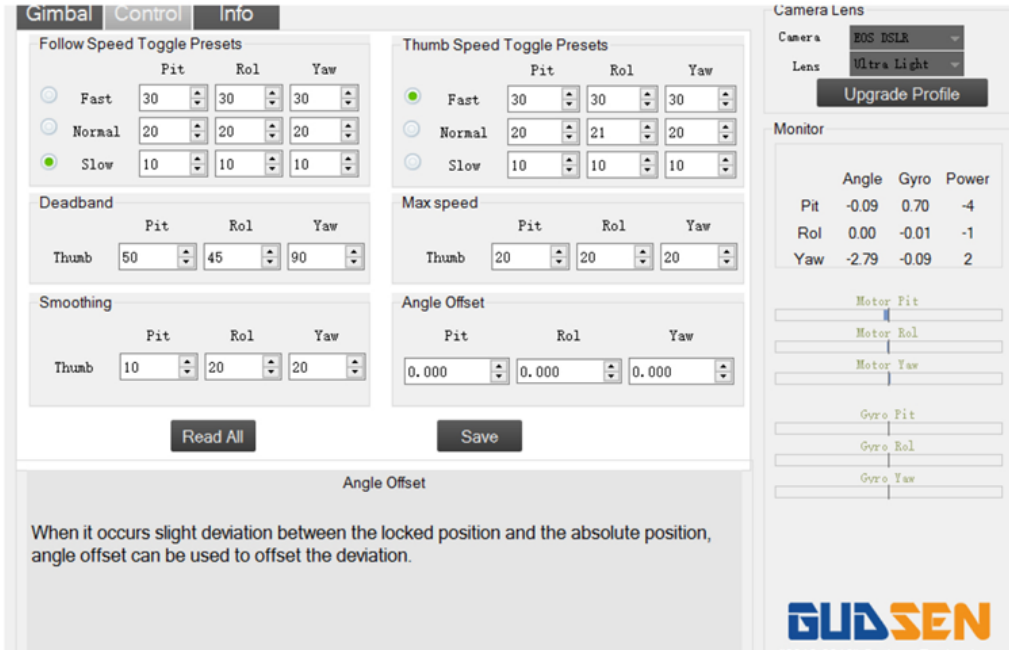 Gimbal Control Info
Follow Speed Toggle Presets
Pit Rol Yaw
Fast 30 30 30
Normal 20 20 20
Slow 10 10 10
Thumb Speed Toggle Presets
Pit Rol Yaw
Fast 30 30 30
Normal 20 21 20
Slow 10 10 10
Deadband
Pit Rol Yaw
Thumb 50 45 90
Max speed
Pit Rol Yaw
Thumb 20 20 20
Smoothing
Pit Rol Yaw
Thumb 10 20 20
Angle Offset
Pit Rol Yaw
0.000 0.000 0.000
Read All Save
Angle Offset
When it occurs slight deviation between the locked position and the absolute position,
angle offset can be used to offset the deviation.
Camera Lens
Camera EOS DSLR
Lens Ultra Light
Upgrade Profile
Monitor
Angle Gyro Power
Pit -0.09 0.70 -4
Rol 0.00 -0.01 -1
Yaw -2.79 -0.09 2
Motor Pit
Motor Rol
Motor Yaw
Gyro Pit
Gyro Rol
Gyro Yaw
GUDSEN